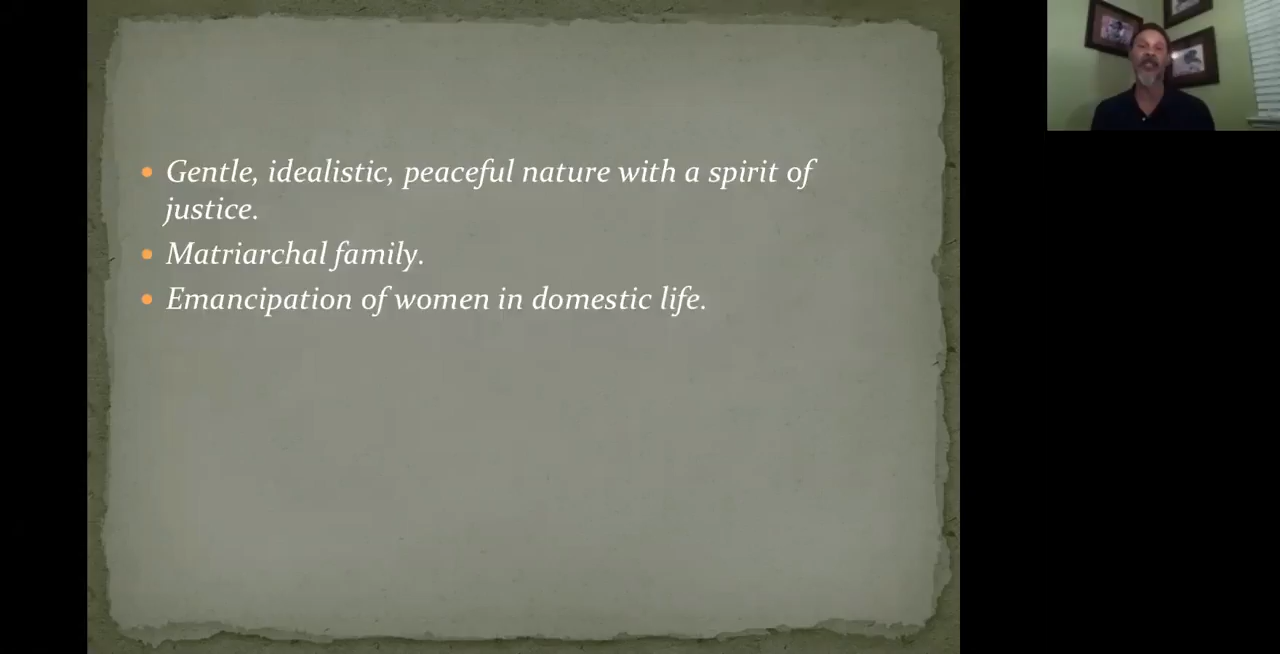 Gentle, idealistic, peaceful nature with a spirit of
justice.
Matriarchal family.
Emancipation of women in domestic life.